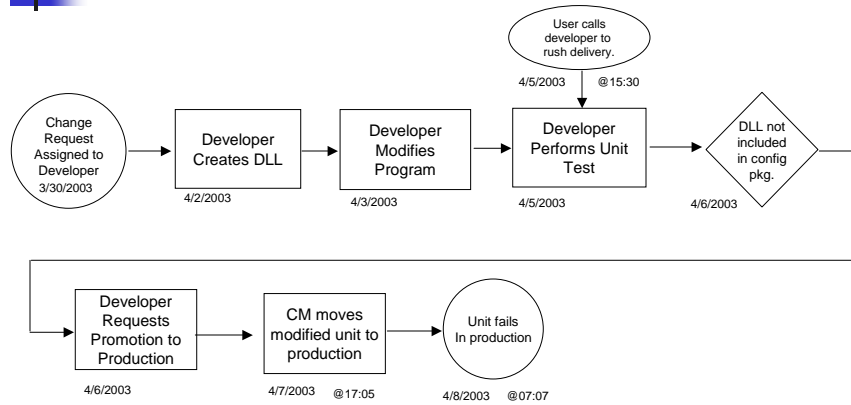 User calls
developer to
rush delivery.
4/5/2003 @15:30
Change
Request
Assigned to
Developer
3/30/2003
Developer
Creates DLL
4/2/2003
Developer
Modifies
Program
4/3/2003
Developer
Performs Unit
Test
4/5/2003
DLL not
included
in config
pkg.
4/6/2003
Developer
Requests
Promotion to
Production
4/6/2003
CM moves
modified unit to
production
4/7/2003 @17:05
Unit fails
In production
4/8/2003 @07:07